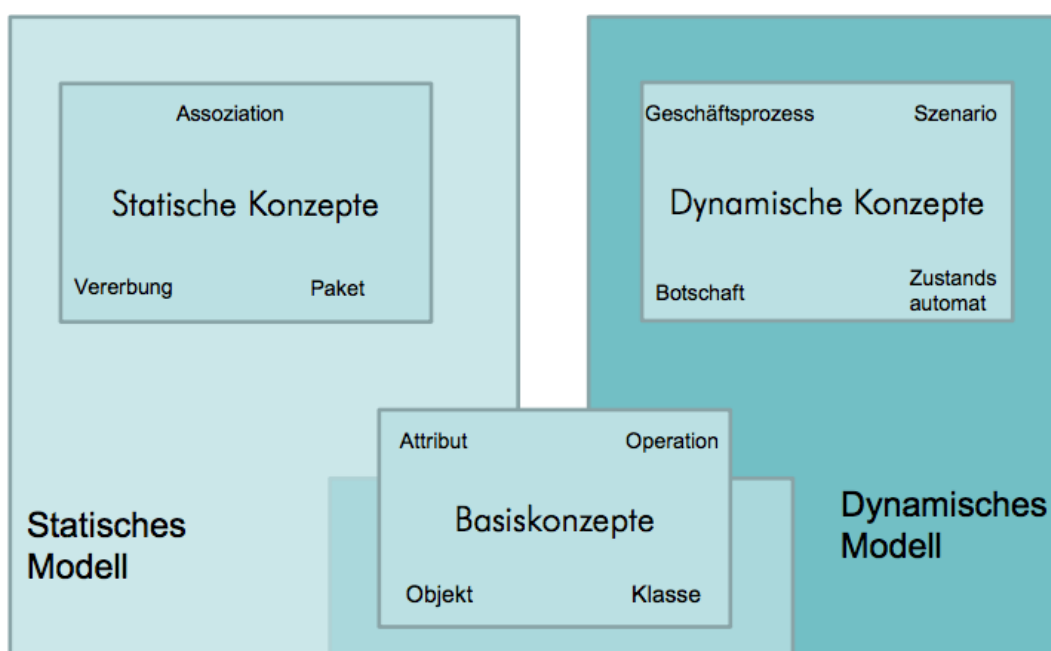 Assoziation
Statische Konzepte
Vererbung
Paket
Geschäftsprozess
Szenario
Dynamische Konzepte
Botschaft
Zustands
automat
Attribut
Operation
Basiskonzepte
Objekt
Klasse
Statisches
Modell
Dynamisches
Modell